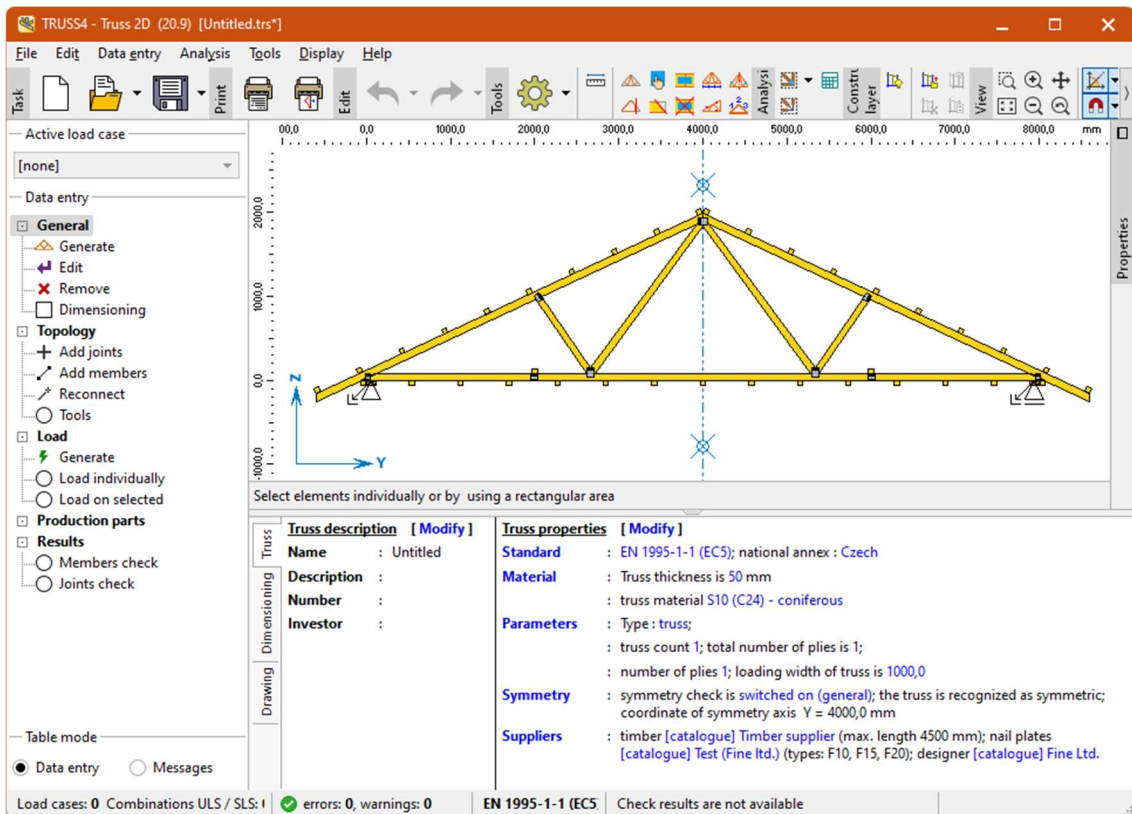 TRUSS4 - Truss 2D (20.9) [Untitled.trs*]
File Edit Data entry Analysis Tools Display Help
Task Print Edit Tools Analysi Constru layer View
Active load case
[none]
Data entry
General
Generate
Edit
Remove
Dimensioning
Topology
Add joints
Add members
Reconnect
Tools
Load
Generate
Load individually
Load on selected
Production parts
Results
Members check
Joints check
Table mode
Data entry Messages
00,0 0,0 1000,0 2000,0 3000,0 4000,0 5000,0 6000,0 7000,0 8000,0 mm
2000,0
1000,0
0,0
-1000,0
Z
Y
Properties
Select elements individually or by using a rectangular area
Truss
Dimensioning
Drawing
Truss description [ Modify ]
Name : Untitled
Description :
Number :
Investor :
Truss properties [ Modify ]
Standard : EN 1995-1-1 (EC5); national annex : Czech
Material : Truss thickness is 50 mm
: truss material S10 (C24) - coniferous
Parameters : Type : truss;
: truss count 1; total number of plies is 1;
: number of plies 1; loading width of truss is 1000,0
Symmetry : symmetry check is switched on (general); the truss is recognized as symmetric;
coordinate of symmetry axis Y = 4000,0 mm
Suppliers : timber [catalogue] Timber supplier (max. length 4500 mm); nail plates
[catalogue] Test (Fine ltd.) (types: F10, F15, F20); designer [catalogue] Fine Ltd.
Load cases: 0 Combinations ULS / SLS: errors: 0, warnings: 0 EN 1995-1-1 (EC5 Check results are not available